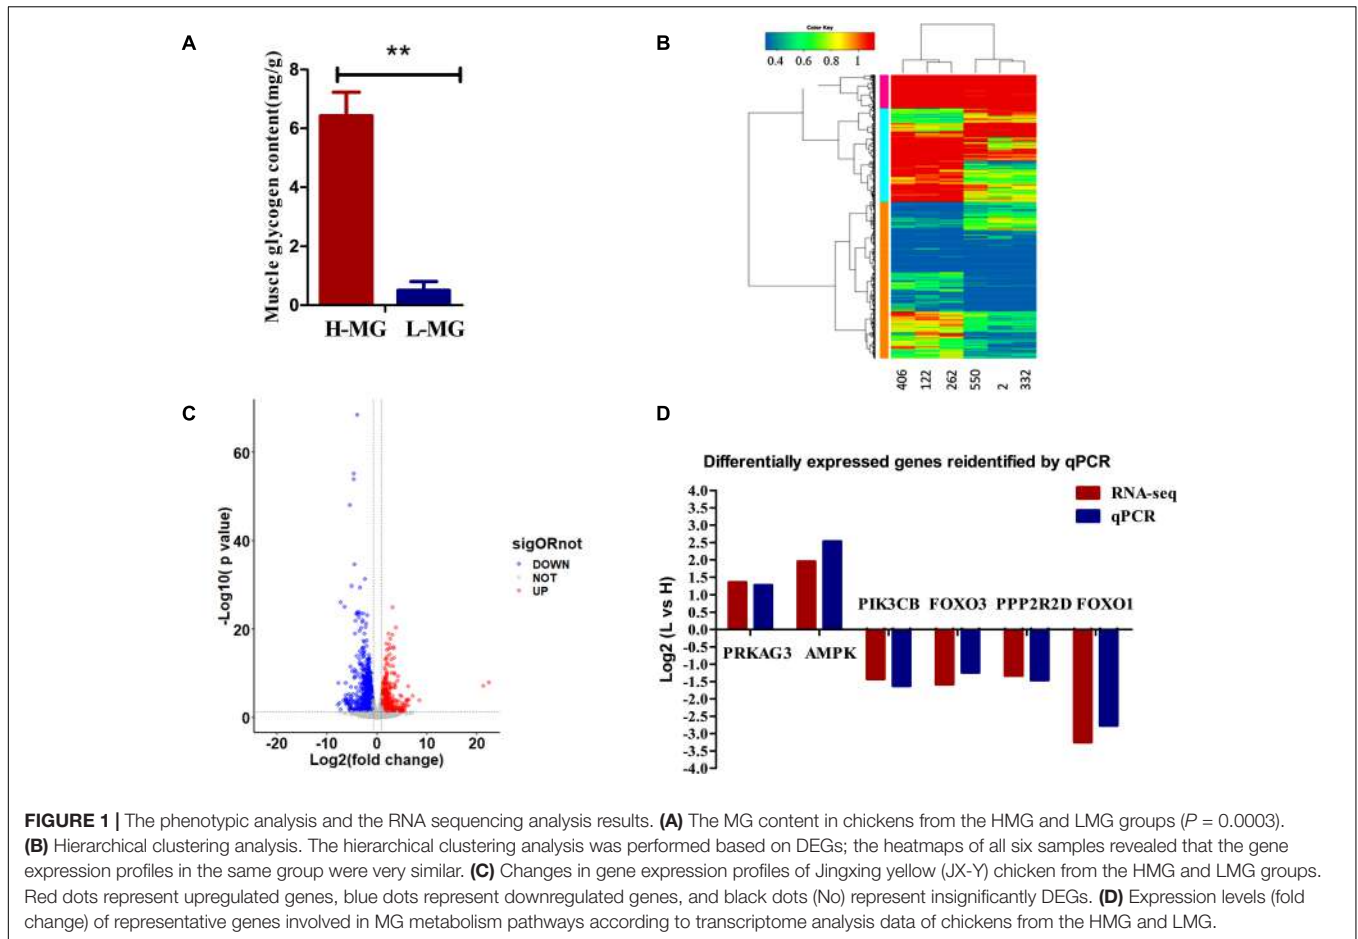 A
**
Muscle glycogen content(mg/g)
8
6
4
2
0
H-MG L-MG
B
Color Key
0.4 0.6 0.8 1
406 122 262 550 2 332
C
-Log10( p value)
60
40
20
0
-20 -10 0 10 20
Log2(fold change)
sigORnot
DOWN
NOT
UP
D
Differentially expressed genes reidentified by qPCR
RNA-seq
qPCR
Log2 (L vs H)
4.0
3.5
3.0
2.5
2.0
1.5
1.0
0.5
0.0
-0.5
-1.0
-1.5
-2.0
-2.5
-3.0
-3.5
-4.0
PIK3CB FOXO3 PPP2R2D FOXO1
PRKAG3 AMPK
FIGURE 1 | The phenotypic analysis and the RNA sequencing analysis results. (A) The MG content in chickens from the HMG and LMG groups (P = 0.0003).
(B) Hierarchical clustering analysis. The hierarchical clustering analysis was performed based on DEGs; the heatmaps of all six samples revealed that the gene
expression profiles in the same group were very similar. (C) Changes in gene expression profiles of Jingxing yellow (JX-Y) chicken from the HMG and LMG groups.
Red dots represent upregulated genes, blue dots represent downregulated genes, and black dots (No) represent insignificantly DEGs. (D) Expression levels (fold
change) of representative genes involved in MG metabolism pathways according to transcriptome analysis data of chickens from the HMG and LMG.